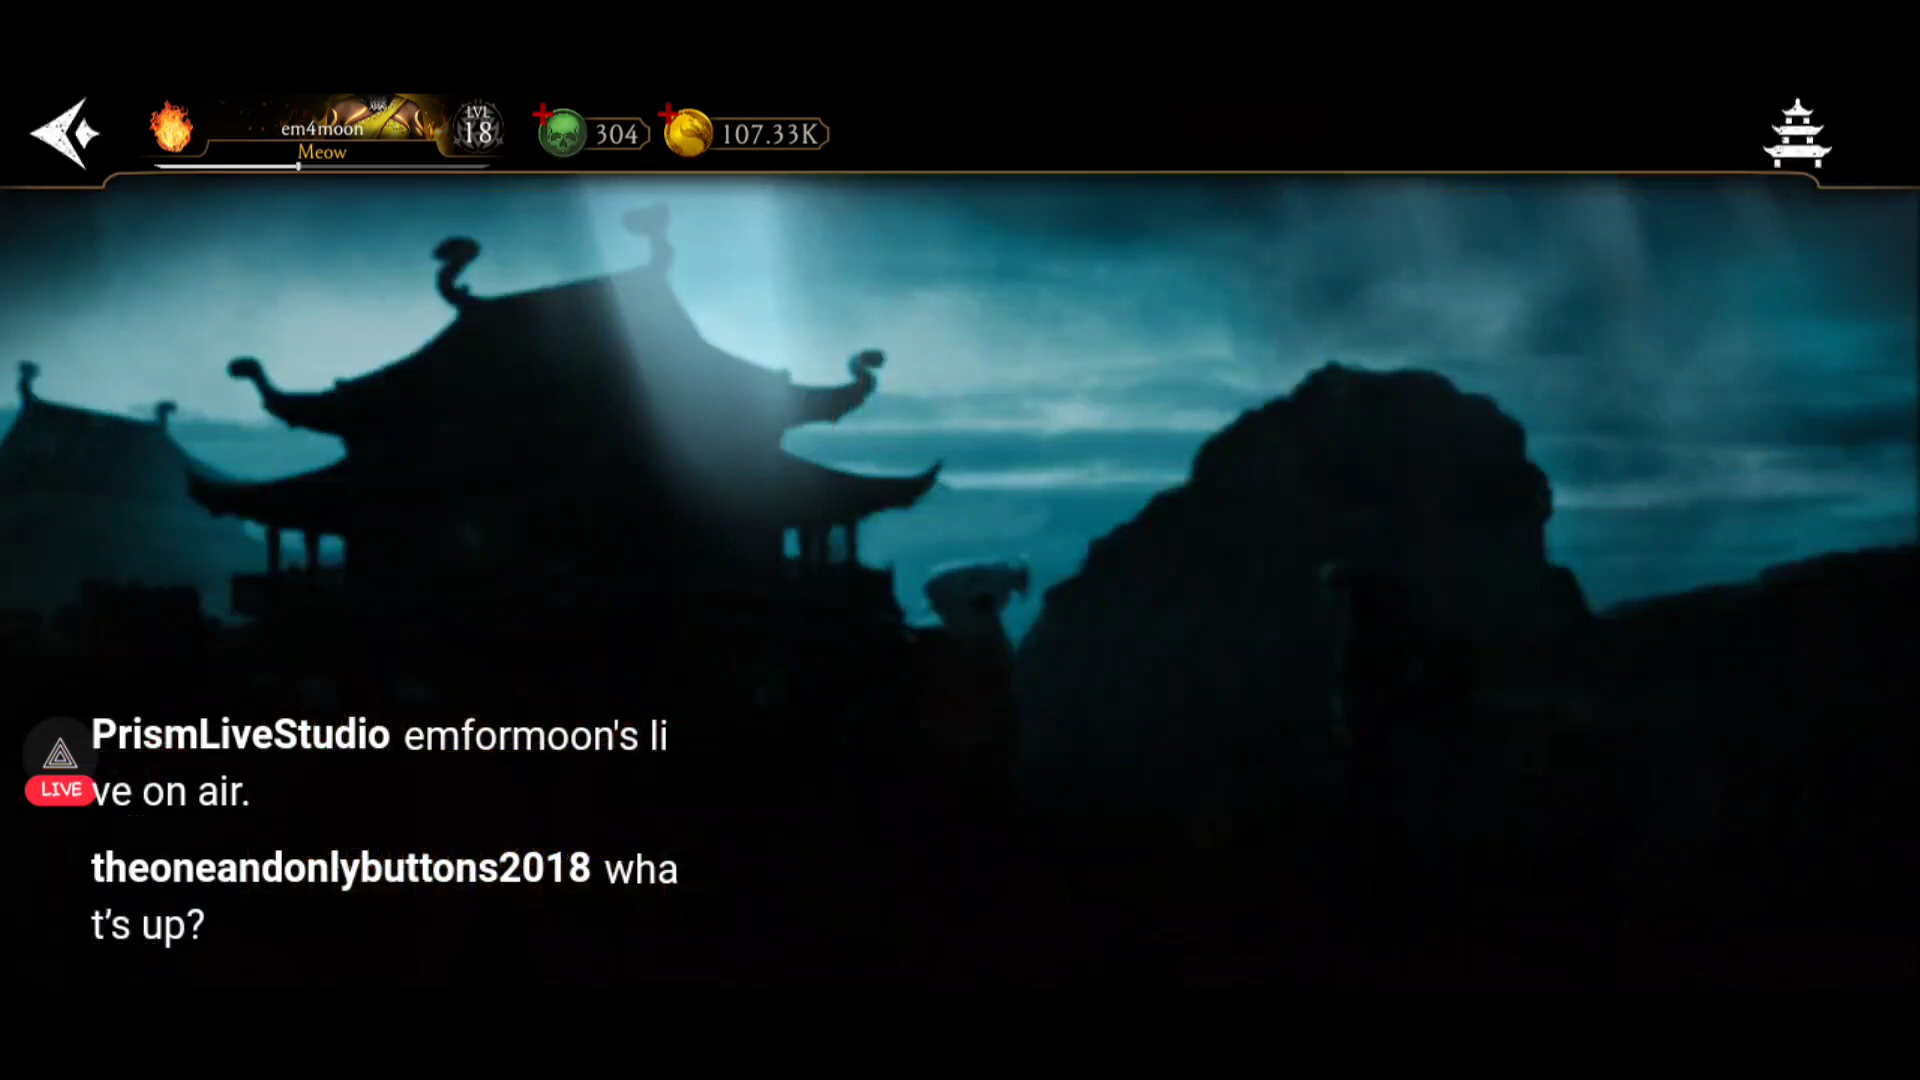 em4moon
Meow
LVL
18
304
107.33K
PrismLiveStudio emformoon's li
ve on air.
LIVE
theoneandonlybuttons2018 wha
t’s up?